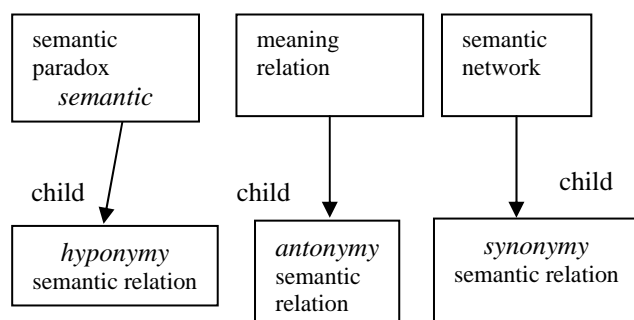 semantic
paradox
semantic
meaning
relation
semantic
network
child
child
child
hyponymy
semantic relation
antonymy
semantic
relation
synonymy
semantic relation